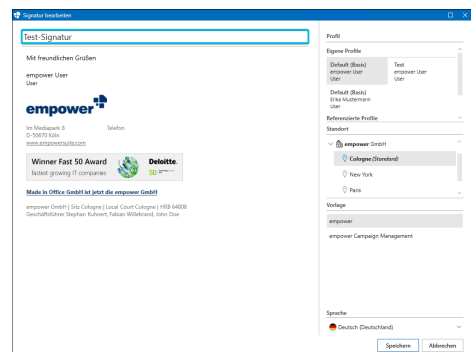 Signatur bearbeiten
Test-Signatur
Mit freundlichen Grüßen
empower User
User
empower
Im Mediapark 8 Telefon
D-50670 Köln
www.empowersuite.com
Winner Fast 50 Award
fastest growing IT companies
Deloitte.
50
Made in Office GmbH ist jetzt die empower GmbH
empower GmbH | Sitz Cologne | Local Court Cologne | HRB 64808
Geschäftsführer Stephan Kuhnert, Fabian Willebrand, John Doe
Profil
Eigene Profile
Default (Basis)
empower User
User
Test
empower User
User
Default (Basis)
Erika Mustermann
User
Referenzierte Profile
Standort
empower GmbH
Cologne (Standard)
New York
Paris
Vorlage
empower
empower Campaign Management
Sprache
Deutsch (Deutschland)
Speichern
Abbrechen